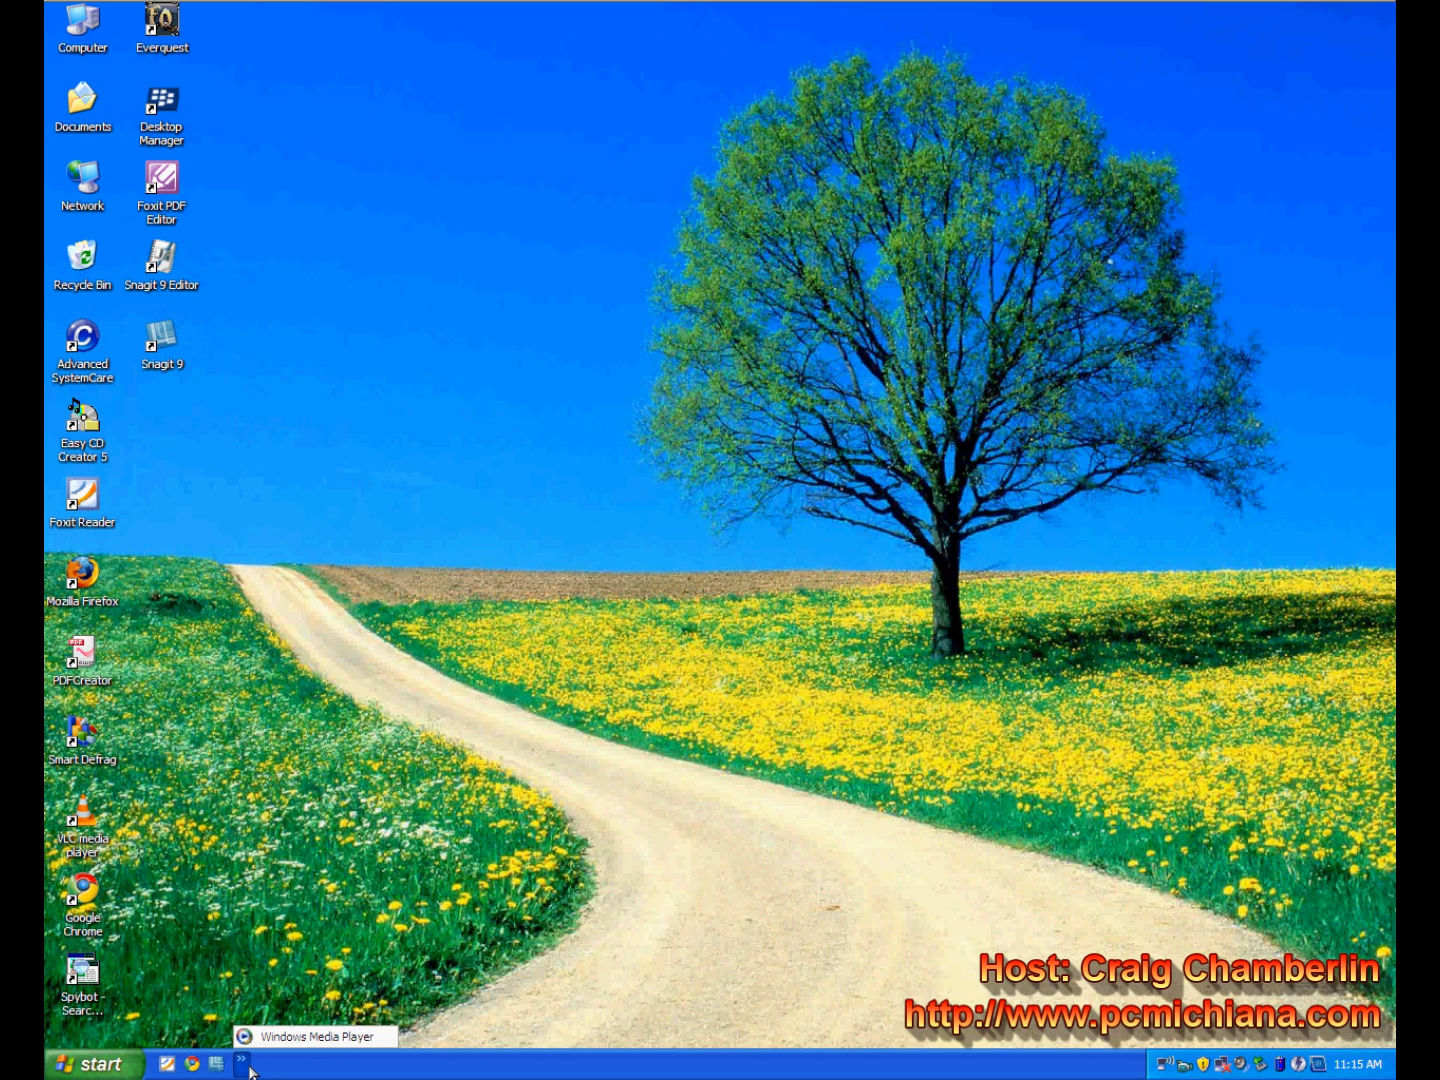 Computer
Everquest
Documents
Desktop
Manager
Network
Foxit PDF
Editor
Recycle Bin
Snagit 9 Editor
Advanced
SystemCare
Snagit 9
Easy CD
Creator 5
Foxit Reader
Mozilla Firefox
PDFCreator
Smart Defrag
VLC media
player
Google
Chrome
Spybot -
Searc...
Host: Craig Chamberlin
http://www.pcmichiana.com
Windows Media Player
start
11:15 AM